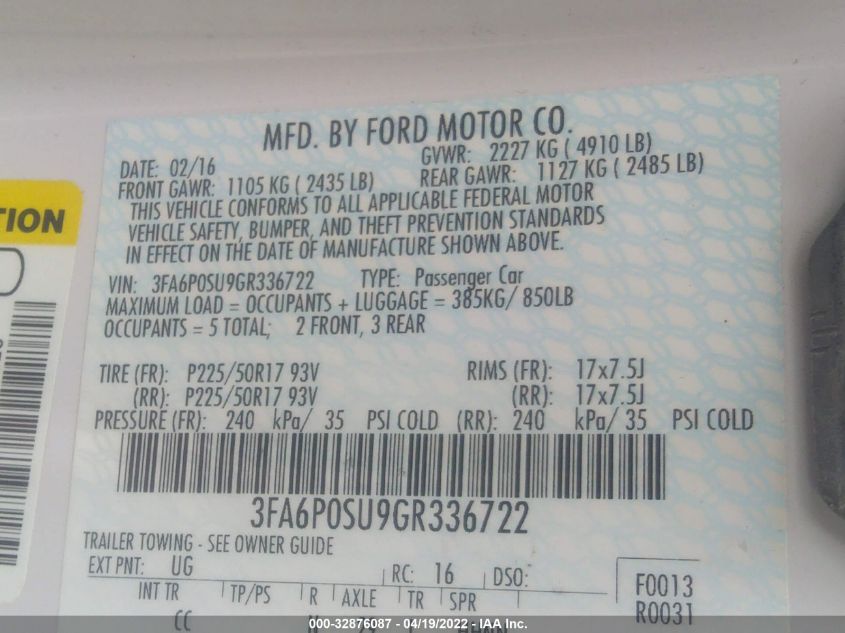 MFD. BY FORD MOTOR CO.
DATE: 02/16 GVWR: 2227 KG ( 4910 LB)
FRONT GAWR: 1105 KG ( 2435 LB) REAR GAWR: 1127 KG ( 2485 LB)
THIS VEHICLE CONFORMS TO ALL APPLICABLE FEDERAL MOTOR
VEHICLE SAFETY, BUMPER, AND THEFT PREVENTION STANDARDS
IN EFFECT ON THE DATE OF MANUFACTURE SHOWN ABOVE.
VIN: 3FA6P0SU9GR336722 TYPE: Passenger Car
MAXIMUM LOAD = OCCUPANTS + LUGGAGE = 385KG/ 850LB
OCCUPANTS = 5 TOTAL; 2 FRONT, 3 REAR
TIRE (FR): P225/50R17 93V RIMS (FR): 17x7.5J
(RR): P225/50R17 93V (RR): 17x7.5J
PRESSURE (FR): 240 kPa/ 35 PSI COLD (RR): 240 kPa/ 35 PSI COLD
3FA6P0SU9GR336722
TRAILER TOWING - SEE OWNER GUIDE
EXT PNT: UG RC: 16 DSO:
INT TR TP/PS R AXLE TR SPR
CC
F0013
R0031
TION
000-32876087 - 04/19/2022 - IAA Inc.